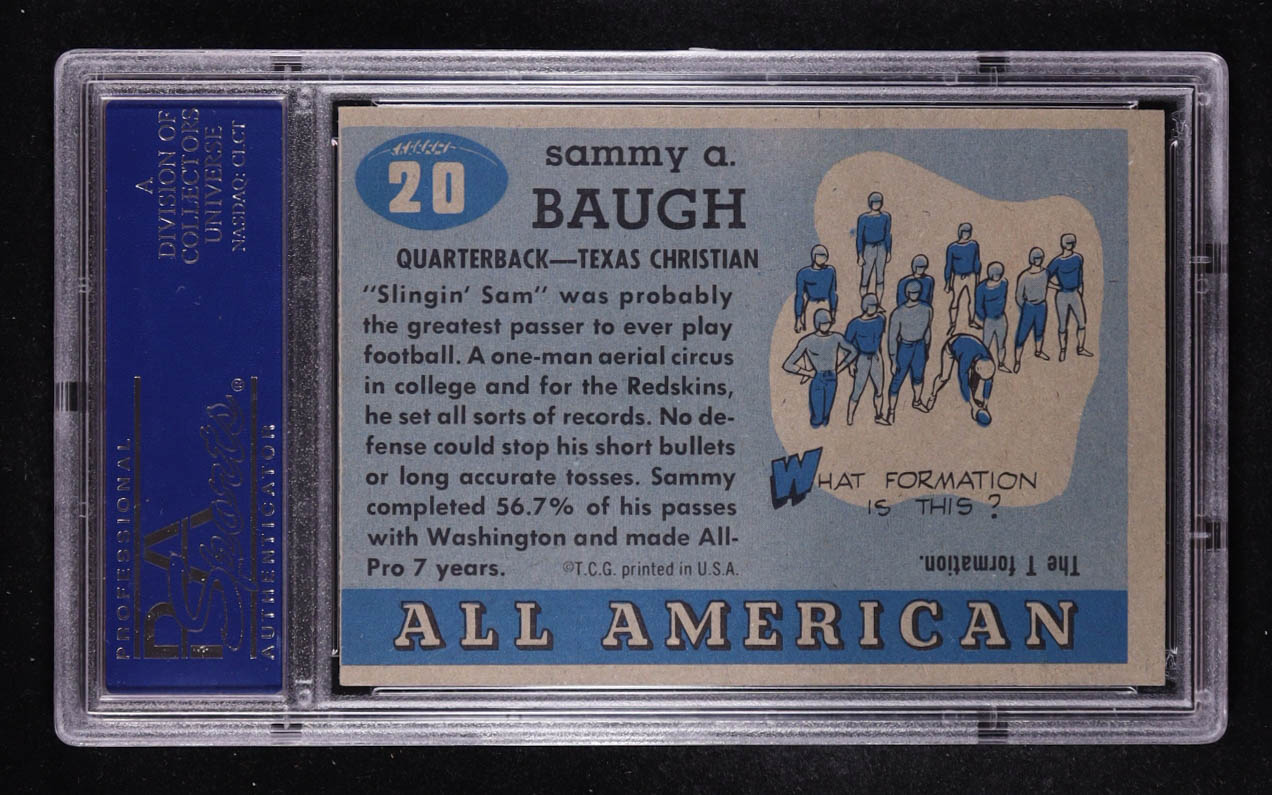 A
DIVISION OF
COLLECTORS
UNIVERSE
NASDAQ: CLCT
PROFESSIONAL
PSA
Sports®
AUTHENTICATOR
20
sammy a.
BAUGH
QUARTERBACK—TEXAS CHRISTIAN
"Slingin' Sam" was probably
the greatest passer to ever play
football. A one-man aerial circus
in college and for the Redskins,
he set all sorts of records. No de-
fense could stop his short bullets
or long accurate tosses. Sammy
completed 56.7% of his passes
with Washington and made All-
Pro 7 years.
©T.C.G. printed in U.S.A.
WHAT FORMATION
IS THIS?
The T formation.
ALL AMERICAN